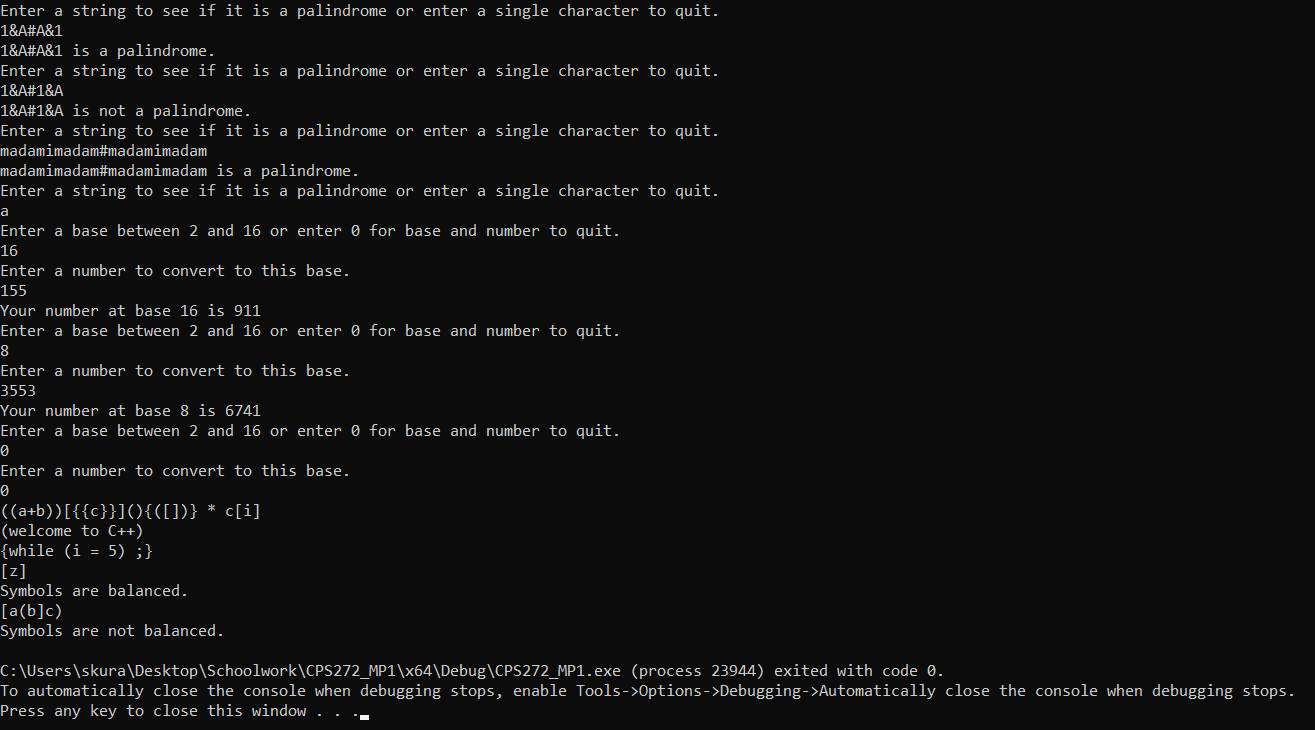 Enter a string to see if it is a palindrome or enter a single character to quit.
1&A#A&1
1&A#A&1 is a palindrome.
Enter a string to see if it is a palindrome or enter a single character to quit.
1&A#1&A
1&A#1&A is not a palindrome.
Enter a string to see if it is a palindrome or enter a single character to quit.
madamimadam#madamimadam
madamimadam#madamimadam is a palindrome.
Enter a string to see if it is a palindrome or enter a single character to quit.
a
Enter a base between 2 and 16 or enter 0 for base and number to quit.
16
Enter a number to convert to this base.
155
Your number at base 16 is 911
Enter a base between 2 and 16 or enter 0 for base and number to quit.
8
Enter a number to convert to this base.
3553
Your number at base 8 is 6741
Enter a base between 2 and 16 or enter 0 for base and number to quit.
0
Enter a number to convert to this base.
0
((a+b))[{{c}}](){([])} * c[i]
(welcome to C++)
{while (i = 5) ;}
[z]
Symbols are balanced.
[a(b]c)
Symbols are not balanced.
C:\Users\skura\Desktop\Schoolwork\CPS272_MP1\x64\Debug\CPS272_MP1.exe (process 23944) exited with code 0.
To automatically close the console when debugging stops, enable Tools->Options->Debugging->Automatically close the console when debugging stops.
Press any key to close this window . . .